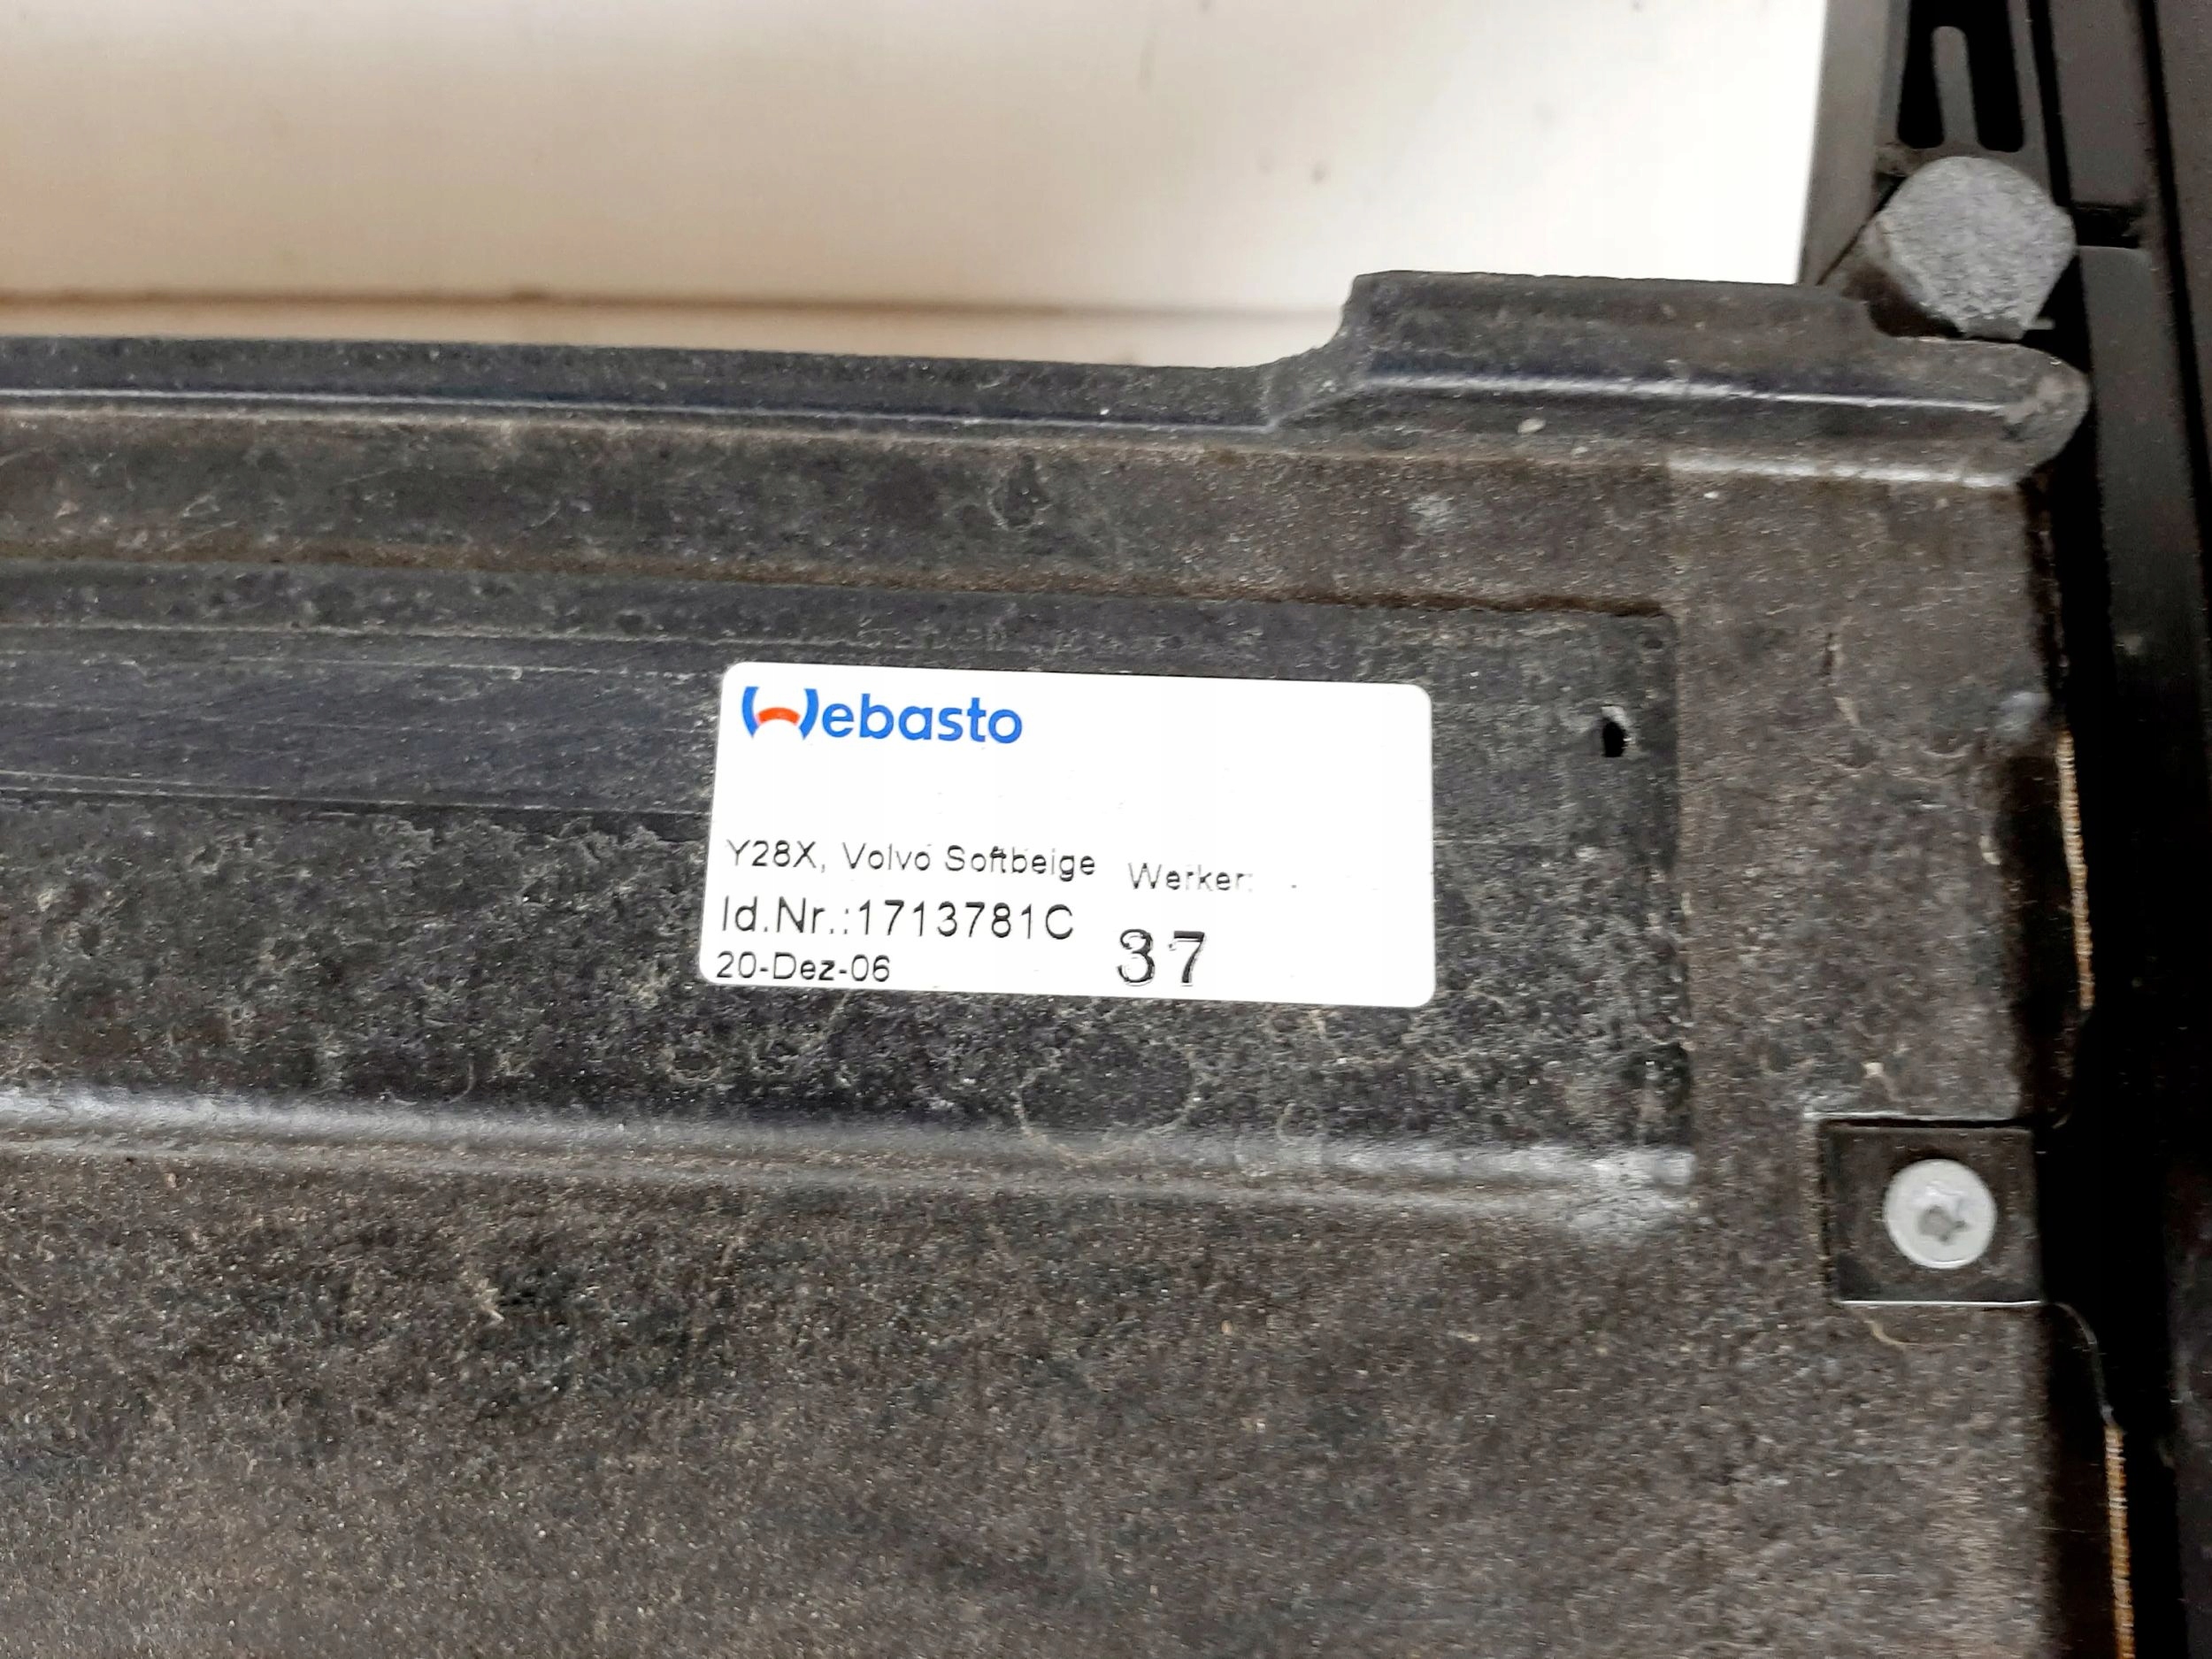 Webasto
Y28X, Volvo Softbeige Werker:
Id.Nr.:1713781C 37
20-Dez-06